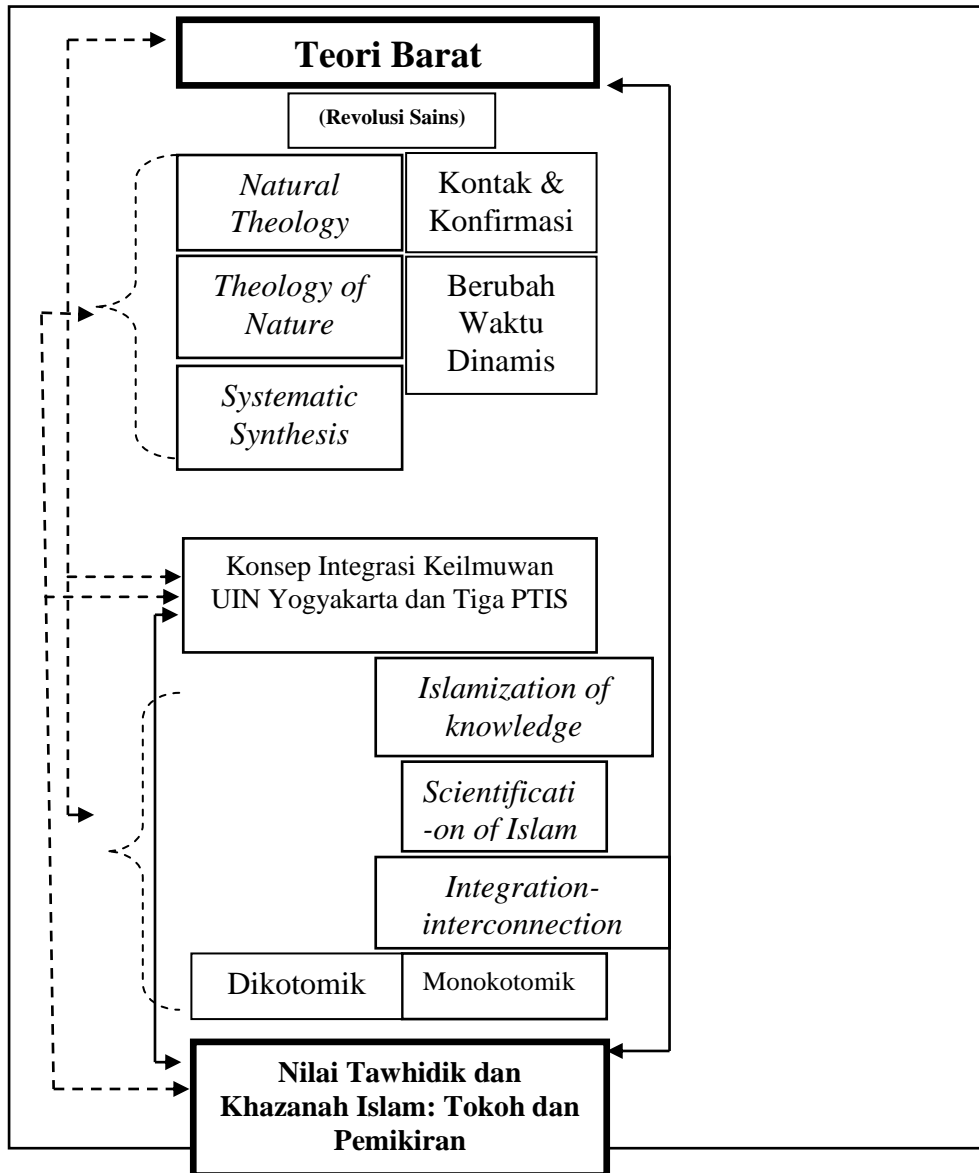 Teori Barat
(Revolusi Sains)
Natural
Theology
Kontak &
Konfirmasi
Theology of
Nature
Berubah
Waktu
Dinamis
Systematic
Synthesis
Konsep Integrasi Keilmuwan
UIN Yogyakarta dan Tiga PTIS
Islamization of
knowledge
Scientificati
-on of Islam
Integration-
interconnection
Dikotomik
Monokotomik
Nilai Tawhidik dan
Khazanah Islam: Tokoh dan
Pemikiran